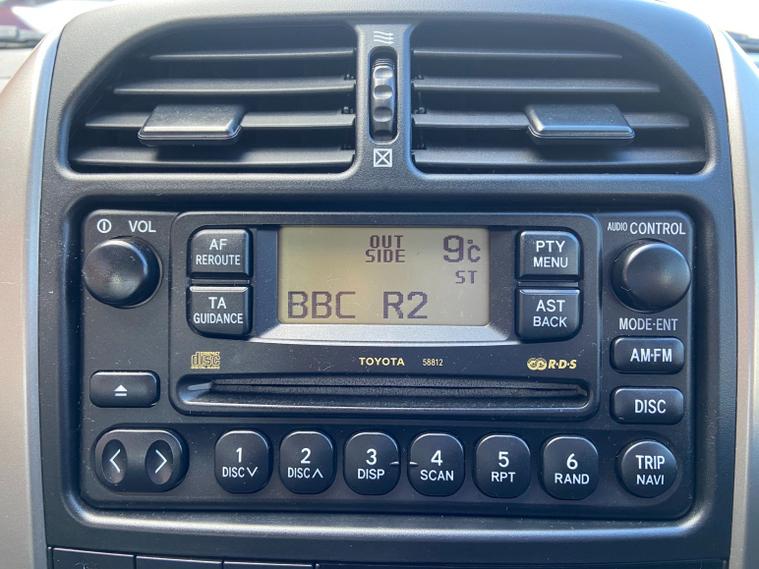 VOL
AF
REROUTE
TA
GUIDANCE
OUT
SIDE
9°C
ST
BBC R2
PTY
MENU
AST
BACK
AUDIO CONTROL
MODE·ENT
AM·FM
DISC
disc
TOYOTA
58812
R·D·S
1
DISC
2
DISC
3
DISP
4
SCAN
5
RPT
6
RAND
TRIP
NAVI